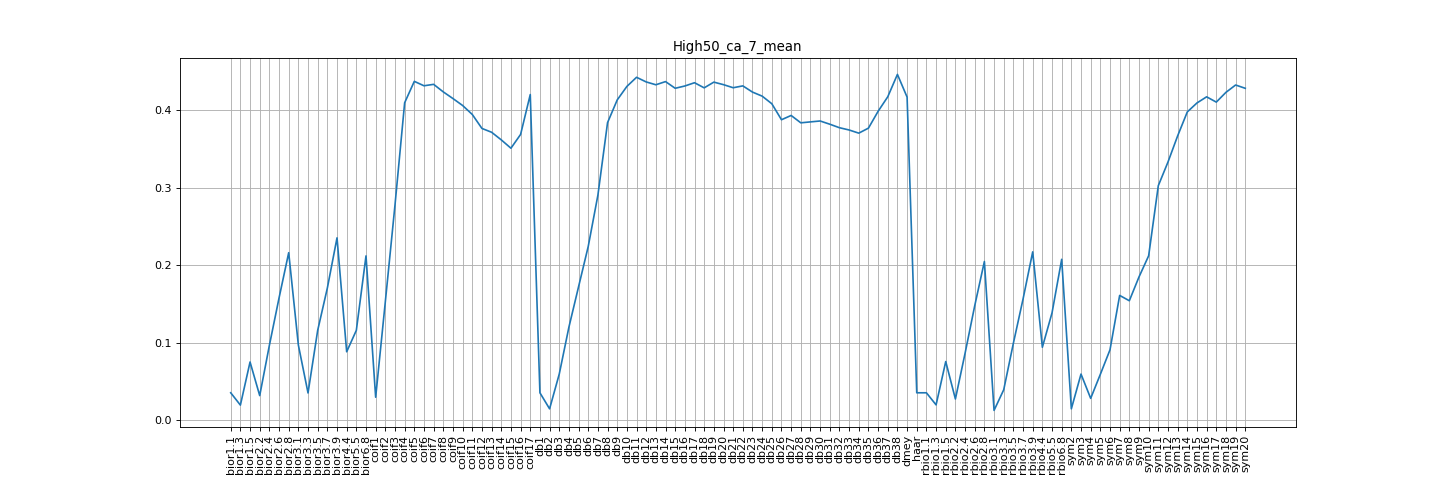 High50_ca_7_mean
0.4
0.3
0.2
0.1
0.0
bior1.1
bior1.3
bior1.5
bior2.2
bior2.4
bior2.6
bior2.8
bior3.1
bior3.3
bior3.5
bior3.7
bior3.9
bior4.4
bior5.5
bior6.8
coif1
coif2
coif3
coif4
coif5
coif6
coif7
coif8
coif9
coif10
coif11
coif12
coif13
coif14
coif15
coif16
coif17
db1
db2
db3
db4
db5
db6
db7
db8
db9
db10
db11
db12
db13
db14
db15
db16
db17
db18
db19
db20
db21
db22
db23
db24
db25
db26
db27
db28
db29
db30
db31
db32
db33
db34
db35
db36
db37
db38
dmey
haar
rbio1.1
rbio1.3
rbio1.5
rbio2.2
rbio2.4
rbio2.6
rbio2.8
rbio3.1
rbio3.3
rbio3.5
rbio3.7
rbio3.9
rbio4.4
rbio5.5
rbio6.8
sym2
sym3
sym4
sym5
sym6
sym7
sym8
sym9
sym10
sym11
sym12
sym13
sym14
sym15
sym16
sym17
sym18
sym19
sym20